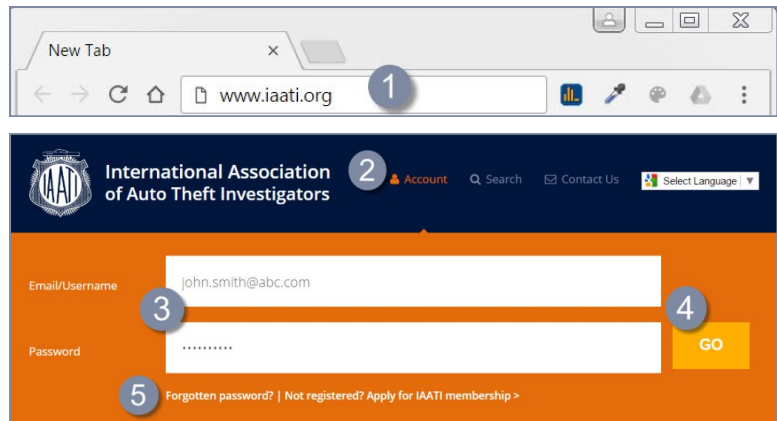 New Tab
www.iaati.org
1
IAATI
International Association
of Auto Theft Investigators
2
Account
Search
Contact Us
Select Language
Email/Username
john.smith@abc.com
3
4
Password
..........
GO
5
Forgotten password? | Not registered? Apply for IAATI membership >